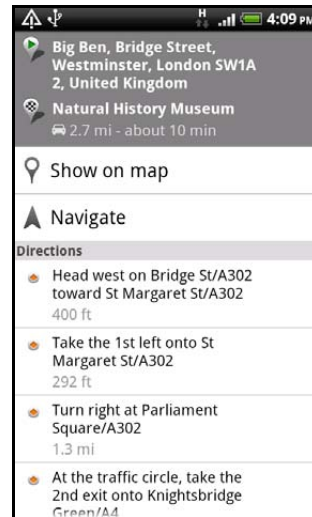 H
4:09 PM
Big Ben, Bridge Street,
Westminster, London SW1A
2, United Kingdom
Natural History Museum
2.7 mi - about 10 min
Show on map
Navigate
Directions
Head west on Bridge St/A302
toward St Margaret St/A302
400 ft
Take the 1st left onto St
Margaret St/A302
292 ft
Turn right at Parliament
Square/A302
1.3 mi
At the traffic circle, take the
2nd exit onto Knightsbridge
Green/A4